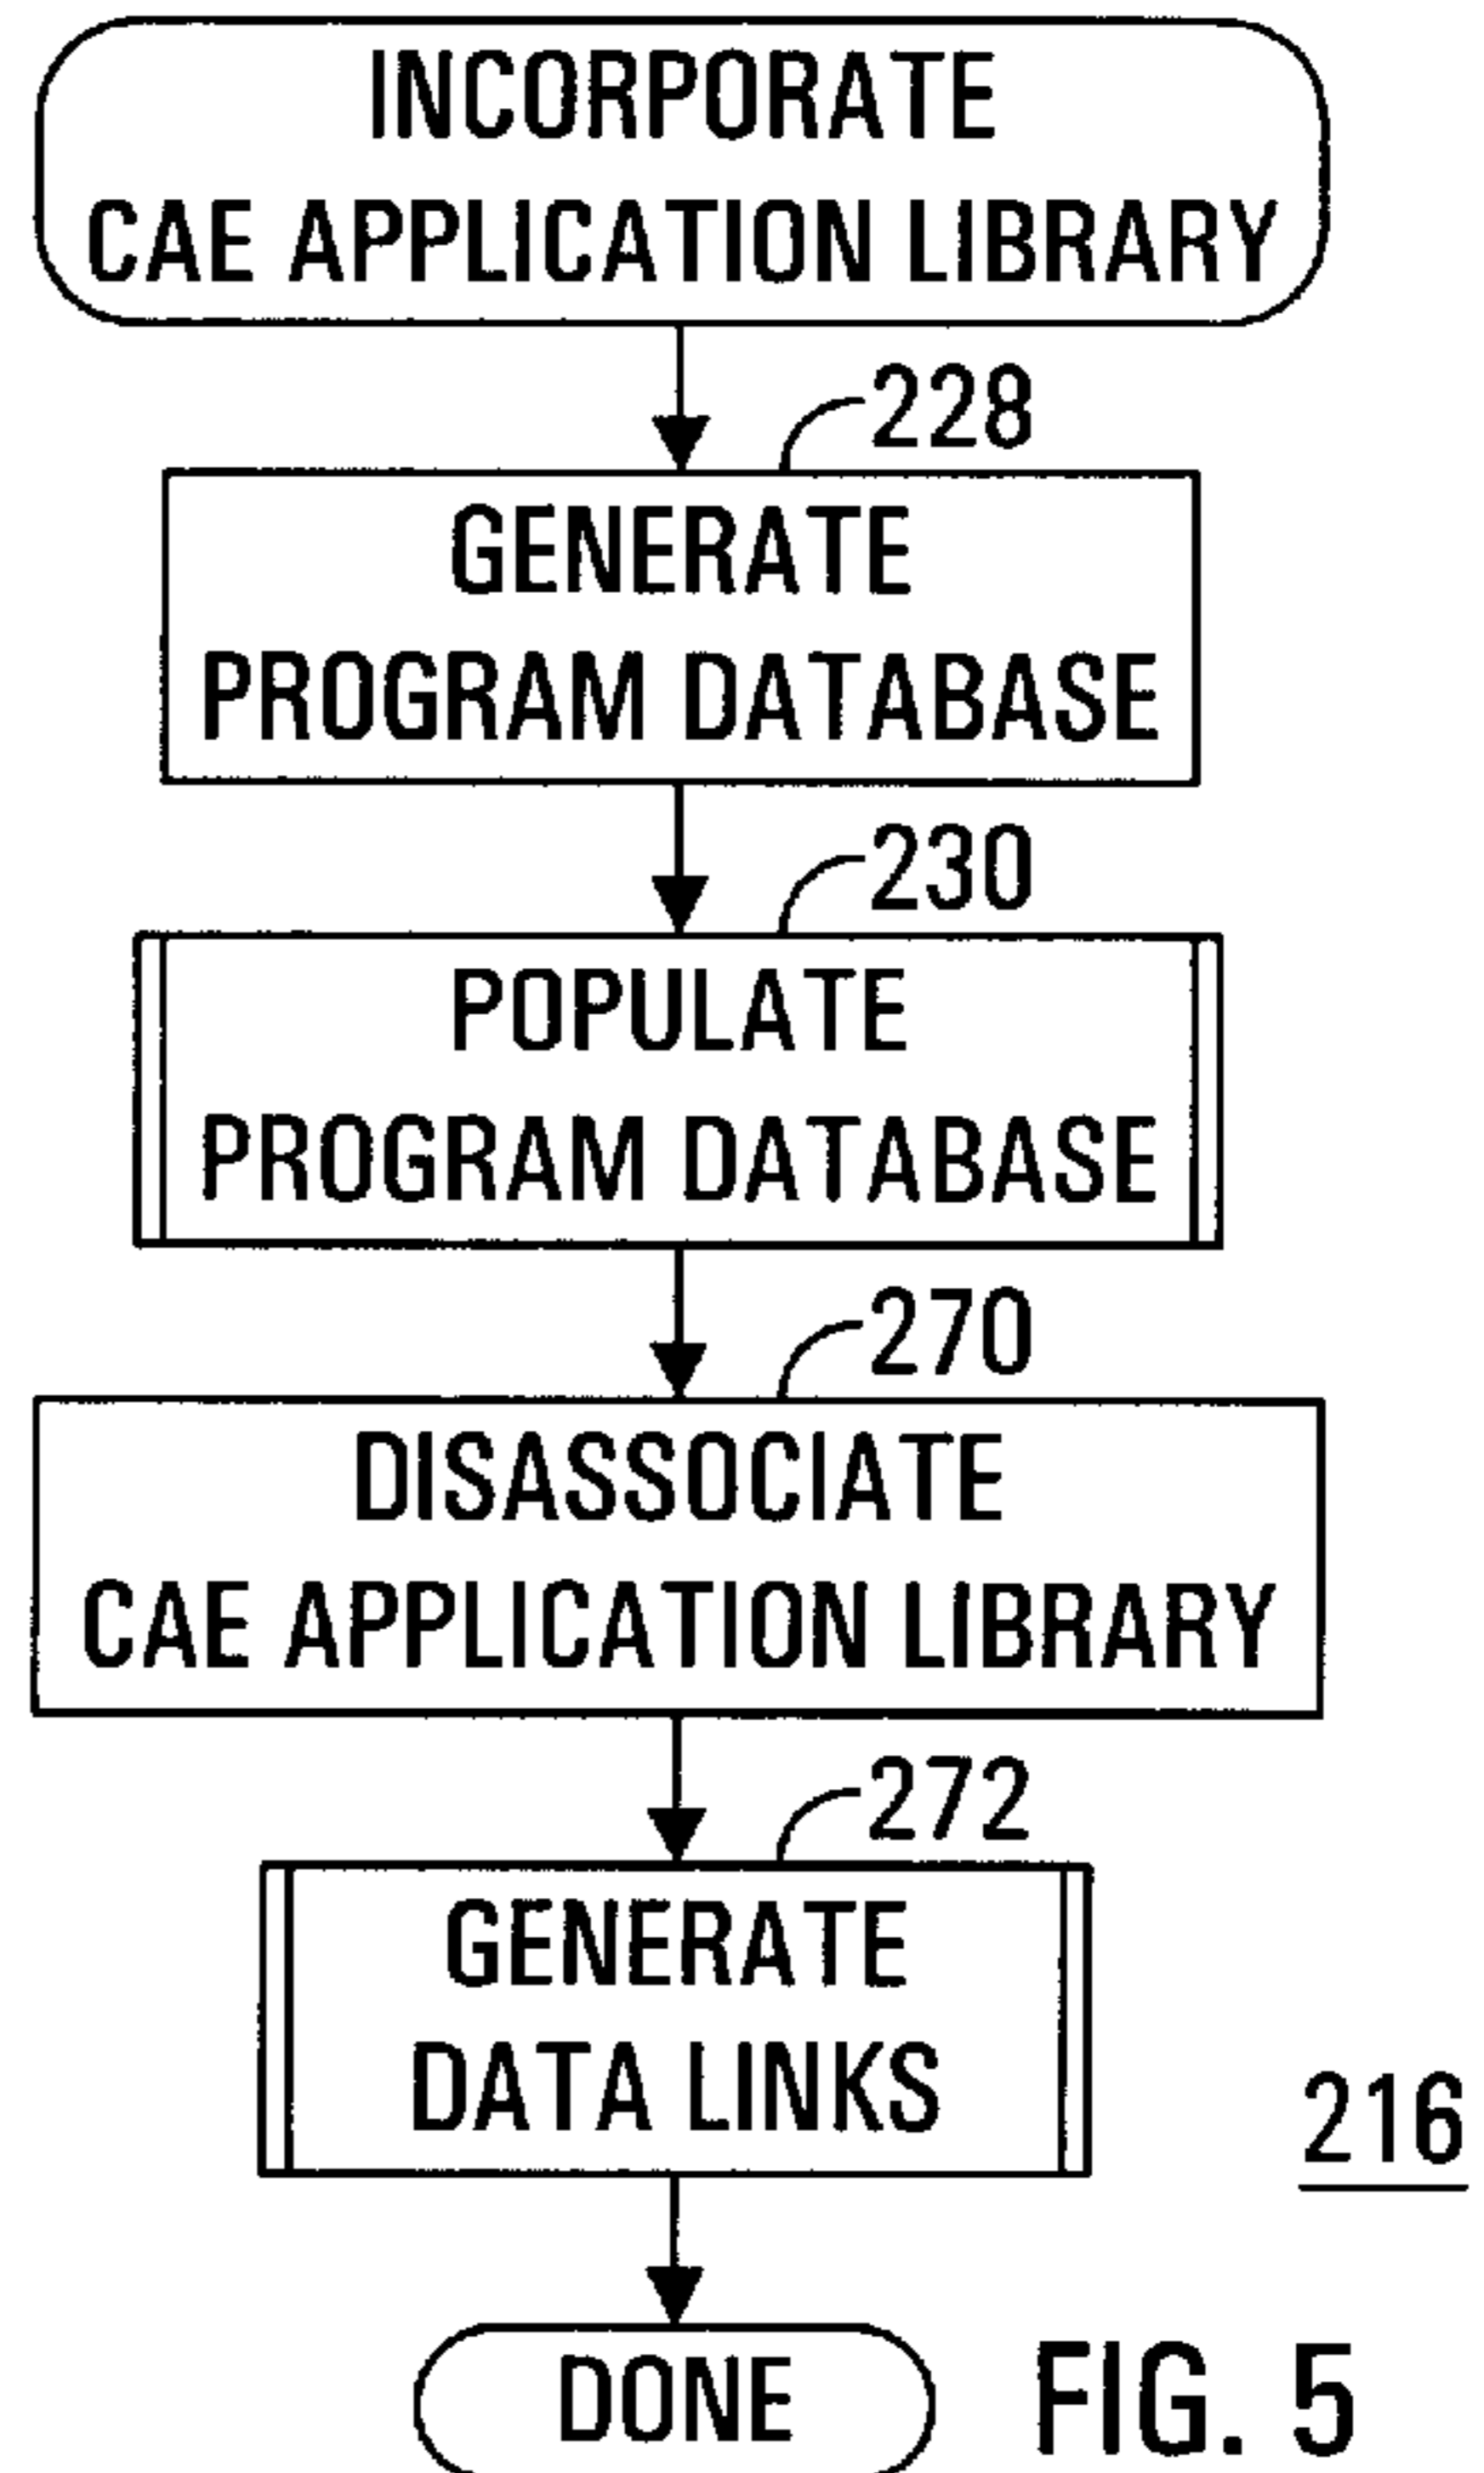 INCORPORATE
CAE APPLICATION LIBRARY
228
GENERATE
PROGRAM DATABASE
230
POPULATE
PROGRAM DATABASE
270
DISASSOCIATE
CAE APPLICATION LIBRARY
272
GENERATE
DATA LINKS
216
DONE
FIG. 5